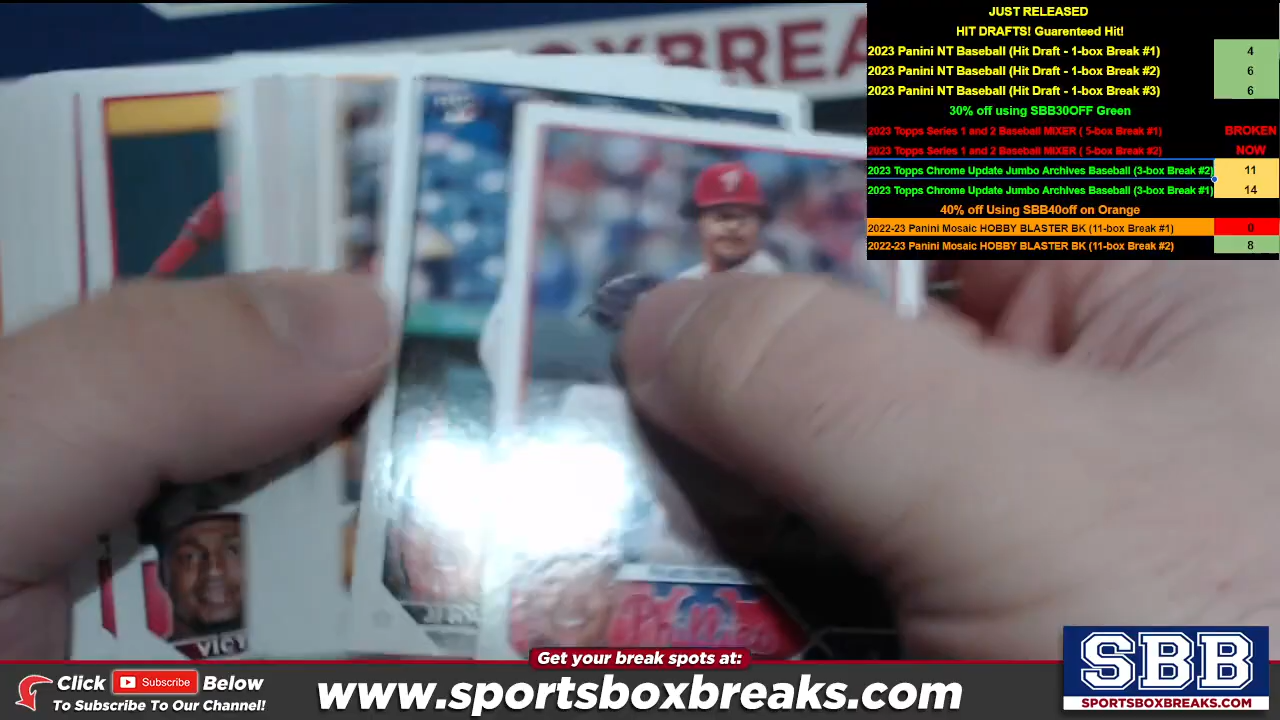 BOXBREA
JUST RELEASED
HIT DRAFTS! Guarenteed Hit!
2023 Panini NT Baseball (Hit Draft - 1-box Break #1) 4
2023 Panini NT Baseball (Hit Draft - 1-box Break #2) 6
2023 Panini NT Baseball (Hit Draft - 1-box Break #3) 6
30% off using SBB30OFF Green
2023 Topps Series 1 and 2 Baseball MIXER ( 5-box Break #1) BROKEN
2023 Topps Series 1 and 2 Baseball MIXER ( 5-box Break #2) NOW
2023 Topps Chrome Update Jumbo Archives Baseball (3-box Break #2) 11
2023 Topps Chrome Update Jumbo Archives Baseball (3-box Break #1) 14
40% off Using SBB40off on Orange
2022-23 Panini Mosaic HOBBY BLASTER BK (11-box Break #1) 0
2022-23 Panini Mosaic HOBBY BLASTER BK (11-box Break #2) 8
VICT
Phillies
Get your break spots at:
Click Subscribe Below
To Subscribe To Our Channel!
www.sportsboxbreaks.com
SBB
SPORTSBOXBREAKS.COM